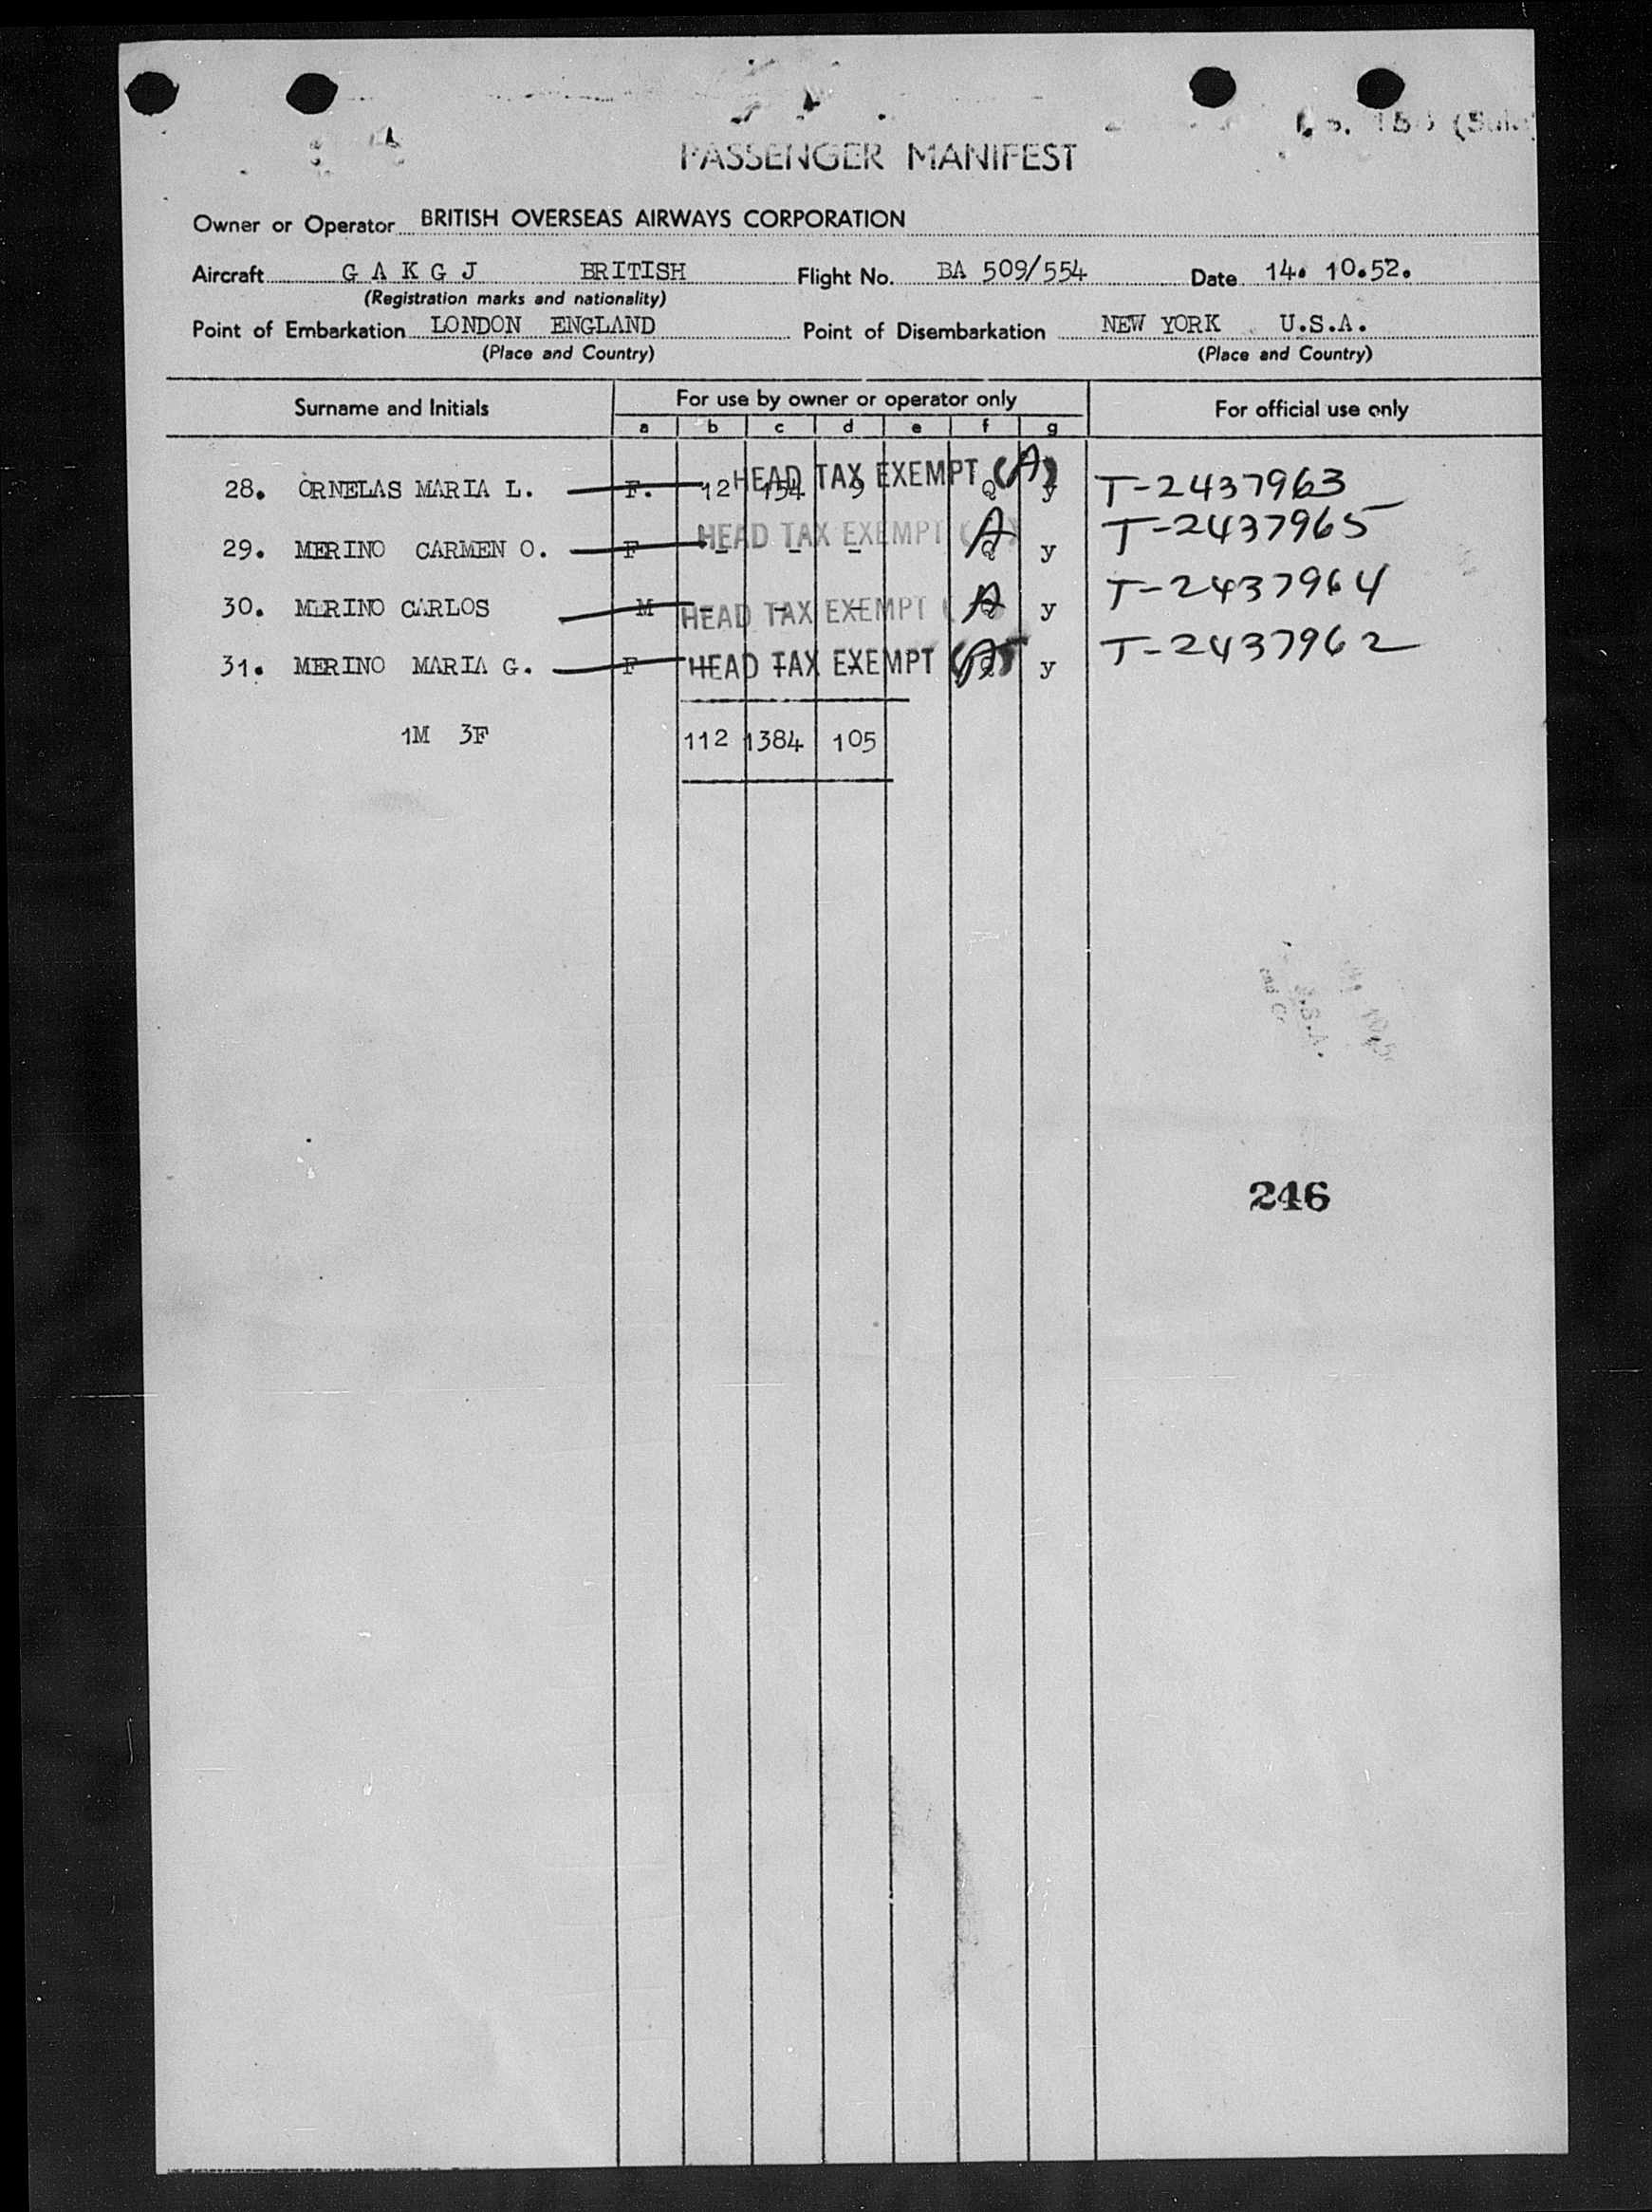 PASSENGER MANIFEST
Owner or Operator BRITISH OVERSEAS AIRWAYS CORPORATION
Aircraft G A K G J BRITISH Flight No. BA 509/554 Date 14. 10.52.
(Registration marks and nationality)
Point of Embarkation LONDON ENGLAND Point of Disembarkation NEW YORK U.S.A.
(Place and Country) (Place and Country)
Surname and Initials For use by owner or operator only For official use only
a b c d e f g
28. ORNELAS MARIA L. F. 12 154 9 HEAD TAX EXEMPT (A) Q y T-2437963
29. MERINO CARMEN O. F - - - HEAD TAX EXEMPT (A) Q y T-2437965
30. MERINO CARLOS M - - - HEAD TAX EXEMPT ( A y T-2437964
31. MERINO MARIA G. F - - - HEAD TAX EXEMPT (A) y T-2437962
1M 3F 112 1384 105
246